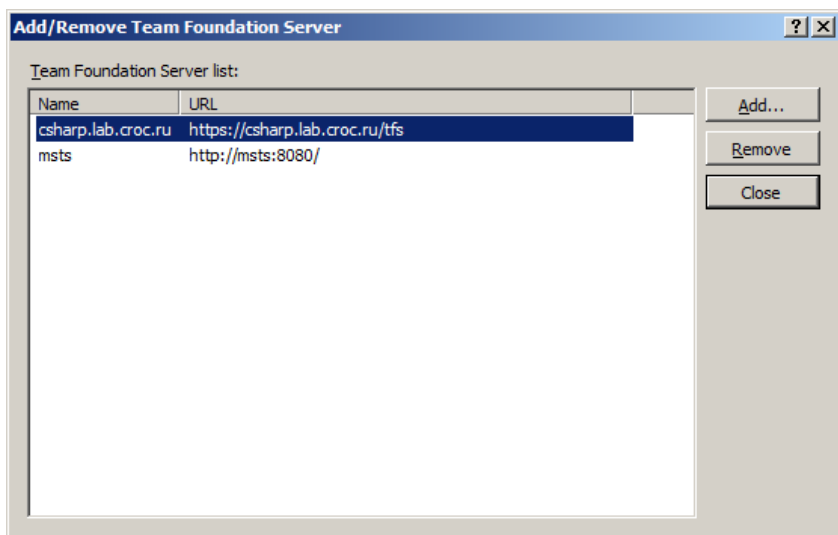 Add/Remove Team Foundation Server
Team Foundation Server list:
Name URL
csharp.lab.croc.ru https://csharp.lab.croc.ru/tfs
msts http://msts:8080/
Add...
Remove
Close